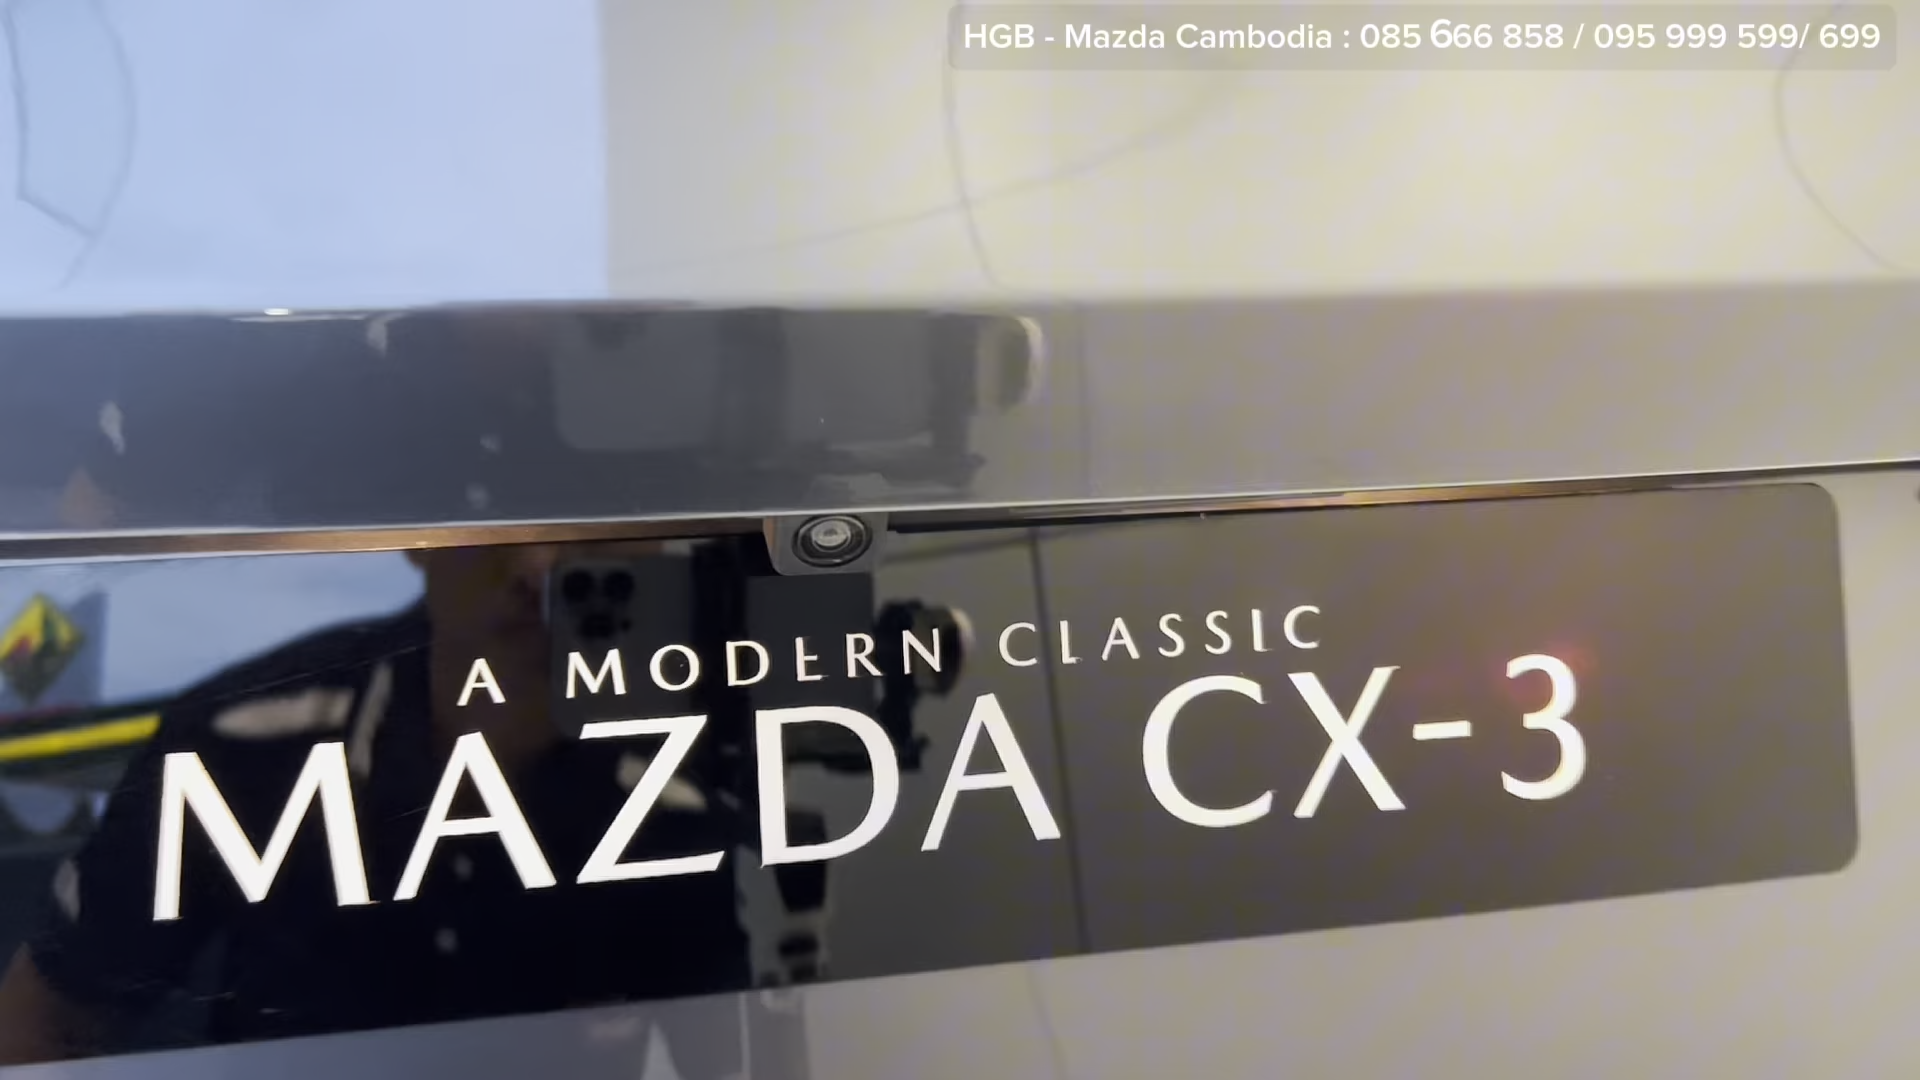 HGB - Mazda Cambodia : 085 666 858 / 095 999 599/ 699
A MODERN CLASSIC
MAZDA CX-3